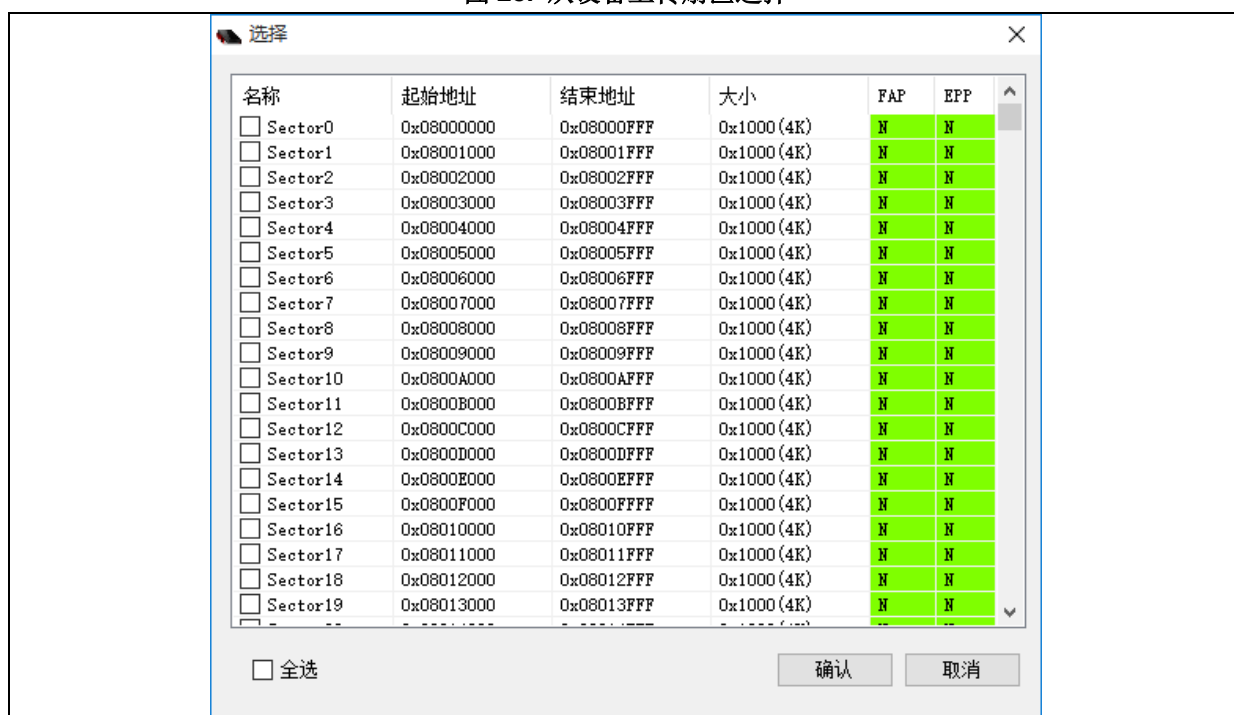 选择
名称 起始地址 结束地址 大小 FAP EPP
Sector0 0x08000000 0x08000FFF 0x1000(4K) N N
Sector1 0x08001000 0x08001FFF 0x1000(4K) N N
Sector2 0x08002000 0x08002FFF 0x1000(4K) N N
Sector3 0x08003000 0x08003FFF 0x1000(4K) N N
Sector4 0x08004000 0x08004FFF 0x1000(4K) N N
Sector5 0x08005000 0x08005FFF 0x1000(4K) N N
Sector6 0x08006000 0x08006FFF 0x1000(4K) N N
Sector7 0x08007000 0x08007FFF 0x1000(4K) N N
Sector8 0x08008000 0x08008FFF 0x1000(4K) N N
Sector9 0x08009000 0x08009FFF 0x1000(4K) N N
Sector10 0x0800A000 0x0800AFFF 0x1000(4K) N N
Sector11 0x0800B000 0x0800BFFF 0x1000(4K) N N
Sector12 0x0800C000 0x0800CFFF 0x1000(4K) N N
Sector13 0x0800D000 0x0800DFFF 0x1000(4K) N N
Sector14 0x0800E000 0x0800EFFF 0x1000(4K) N N
Sector15 0x0800F000 0x0800FFFF 0x1000(4K) N N
Sector16 0x08010000 0x08010FFF 0x1000(4K) N N
Sector17 0x08011000 0x08011FFF 0x1000(4K) N N
Sector18 0x08012000 0x08012FFF 0x1000(4K) N N
Sector19 0x08013000 0x08013FFF 0x1000(4K) N N
全选 确认 取消